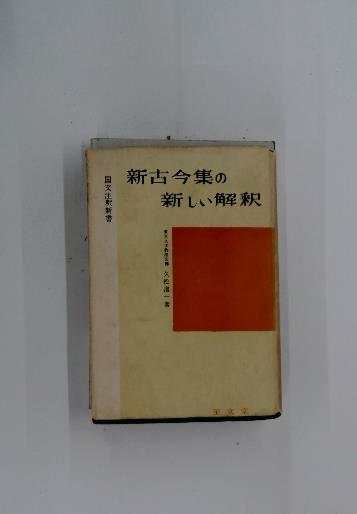 国文注釈新書
新古今集の
新しい解釈
久松潜一著
至文堂